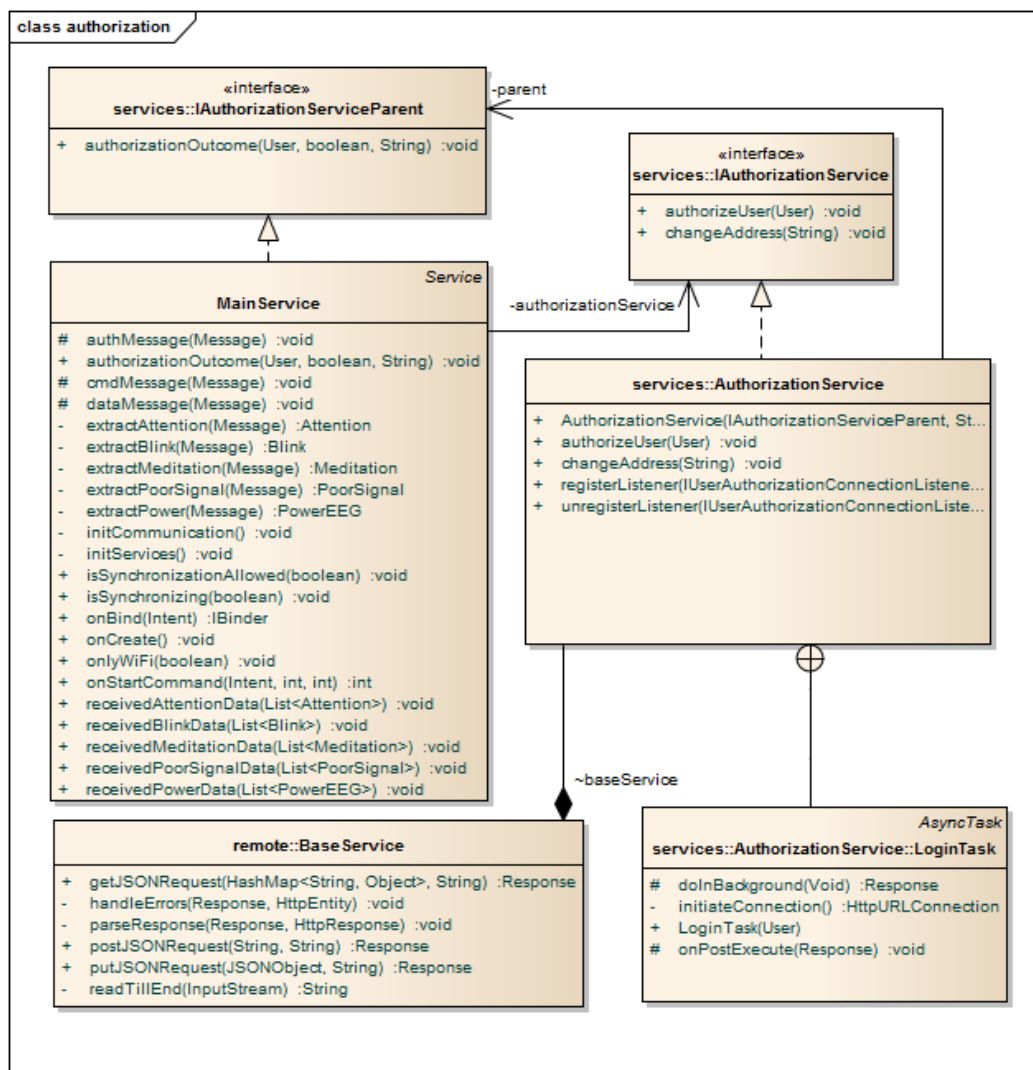 class authorization
«interface»
services::IAuthorizationServiceParent
+ authorizationOutcome(User, boolean, String) :void
-parent
«interface»
services::IAuthorizationService
+ authorizeUser(User) :void
+ changeAddress(String) :void
Service
MainService
# authMessage(Message) :void
+ authorizationOutcome(User, boolean, String) :void
# cmdMessage(Message) :void
# dataMessage(Message) :void
- extractAttention(Message) :Attention
- extractBlink(Message) :Blink
- extractMeditation(Message) :Meditation
- extractPoorSignal(Message) :PoorSignal
- extractPower(Message) :PowerEEG
- initCommunication() :void
- initServices() :void
+ isSynchronizationAllowed(boolean) :void
+ isSynchronizing(boolean) :void
+ onBind(Intent) :IBinder
+ onCreate() :void
+ onlyWiFi(boolean) :void
+ onStartCommand(Intent, int, int) :int
+ receivedAttentionData(List<Attention>) :void
+ receivedBlinkData(List<Blink>) :void
+ receivedMeditationData(List<Meditation>) :void
+ receivedPoorSignalData(List<PoorSignal>) :void
+ receivedPowerData(List<PowerEEG>) :void
-authorizationService
services::AuthorizationService
+ AuthorizationService(IAuthorizationServiceParent, St...
+ authorizeUser(User) :void
+ changeAddress(String) :void
+ registerListener(IUserAuthorizationConnectionListene...
+ unregisterListener(IUserAuthorizationConnectionListe...
~baseService
remote::BaseService
+ getJSONRequest(HashMap<String, Object>, String) :Response
- handleErrors(Response, HttpEntity) :void
- parseResponse(Response, HttpResponse) :void
+ postJSONRequest(String, String) :Response
+ putJSONRequest(JSONObject, String) :Response
- readTillEnd(InputStream) :String
AsyncTask
services::AuthorizationService::LoginTask
# doInBackground(Void) :Response
- initiateConnection() :HttpURLConnection
+ LoginTask(User)
# onPostExecute(Response) :void